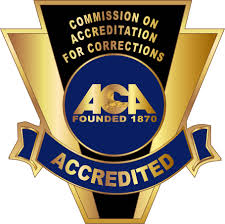 COMMISSION ON
ACCREDITATION
FOR CORRECTIONS
ACA
FOUNDED 1870
ACCREDITED